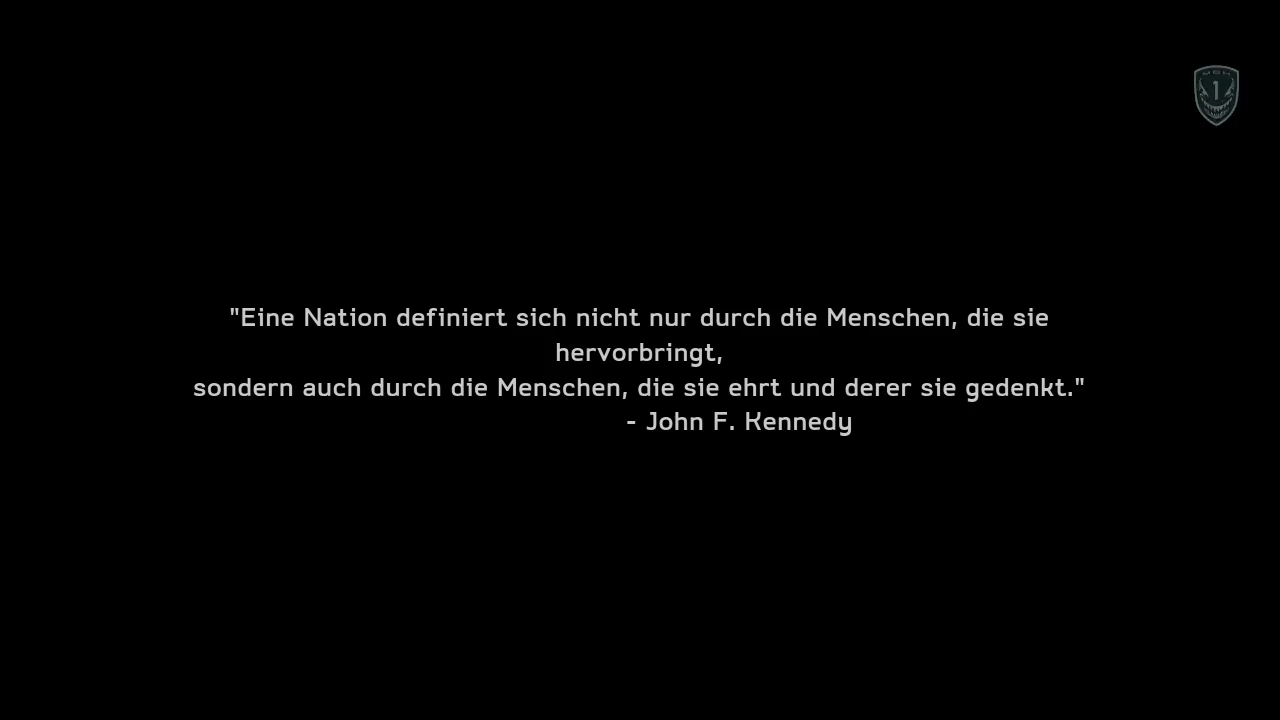 "Eine Nation definiert sich nicht nur durch die Menschen, die sie
hervorbringt,
sondern auch durch die Menschen, die sie ehrt und derer sie gedenkt."
- John F. Kennedy
1